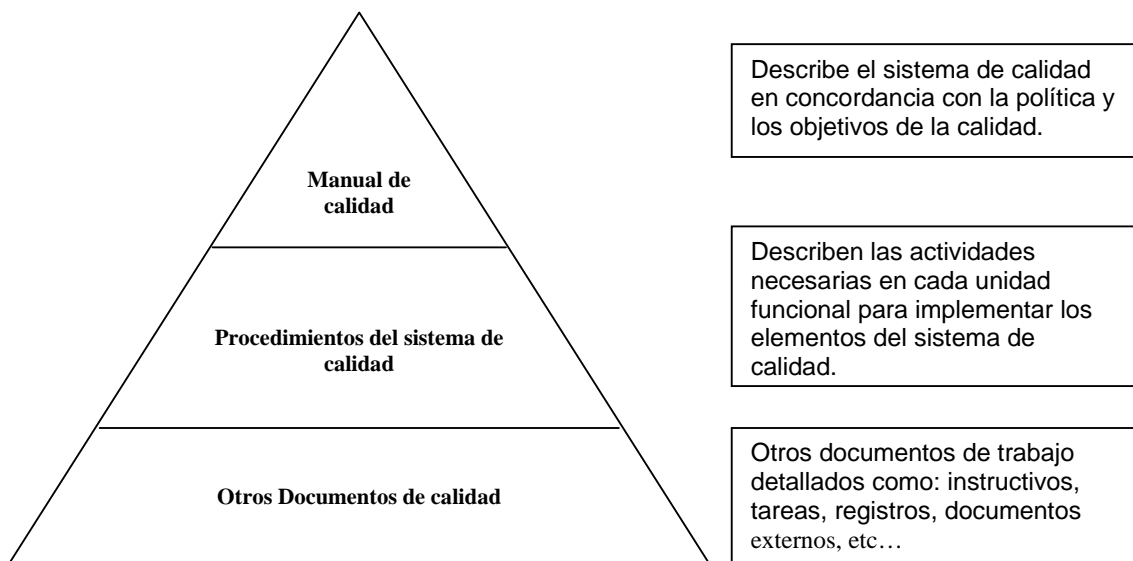 Describe el sistema de calidad
en concordancia con la política y
los objetivos de la calidad.
Manual de
calidad
Describen las actividades
necesarias en cada unidad
funcional para implementar los
elementos del sistema de
calidad.
Procedimientos del sistema de
calidad
Otros documentos de trabajo
detallados como: instructivos,
tareas, registros, documentos
externos, etc…
Otros Documentos de calidad